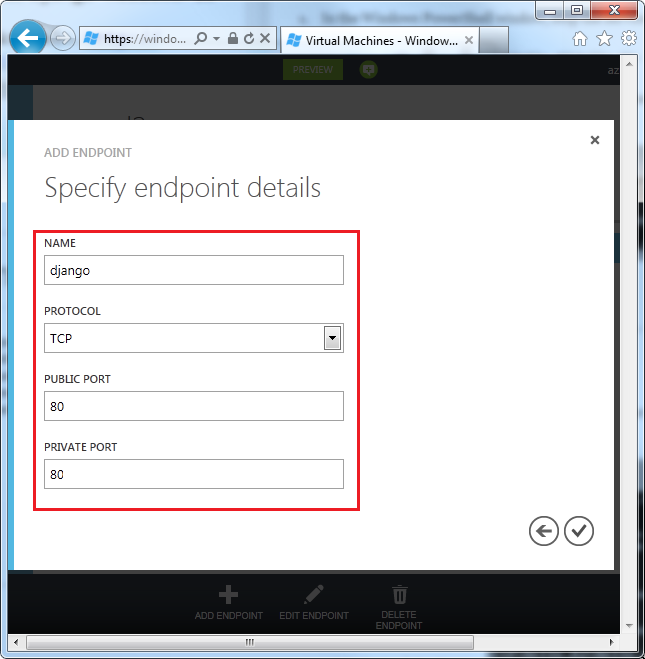 https://windo...
Virtual Machines - Window...
PREVIEW
az
ADD ENDPOINT
Specify endpoint details
NAME
django
PROTOCOL
TCP
PUBLIC PORT
80
PRIVATE PORT
80
ADD ENDPOINT
EDIT ENDPOINT
DELETE
ENDPOINT